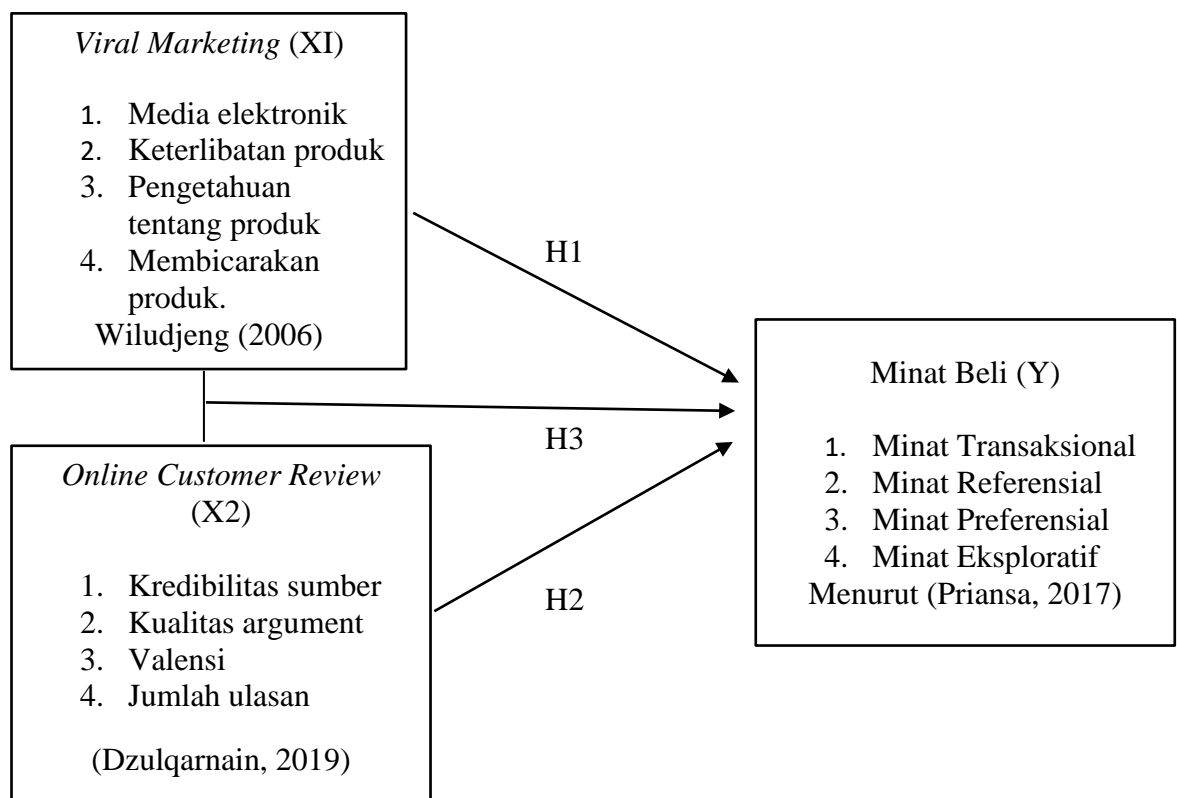 Viral Marketing (XI)
1. Media elektronik
2. Keterlibatan produk
3. Pengetahuan
tentang produk
4. Membicarakan
produk.
Wiludjeng (2006)
H1
Minat Beli (Y)
1. Minat Transaksional
2. Minat Referensial
3. Minat Preferensial
4. Minat Eksploratif
Menurut (Priansa, 2017)
H3
Online Customer Review
(X2)
1. Kredibilitas sumber
2. Kualitas argument
3. Valensi
4. Jumlah ulasan
(Dzulqarnain, 2019)
H2